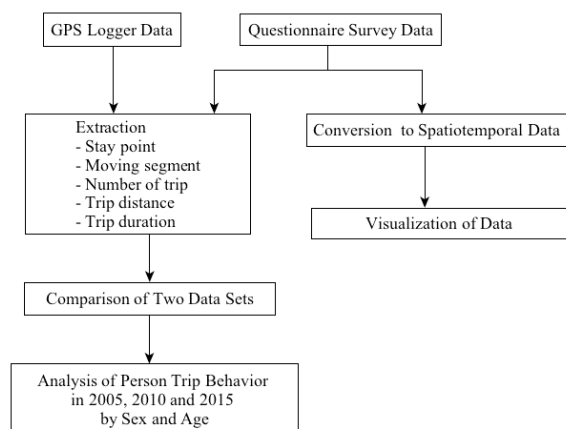 GPS Logger Data
Questionnaire Survey Data
Extraction
- Stay point
- Moving segment
- Number of trip
- Trip distance
- Trip duration
Conversion to Spatiotemporal Data
Visualization of Data
Comparison of Two Data Sets
Analysis of Person Trip Behavior
in 2005, 2010 and 2015
by Sex and Age